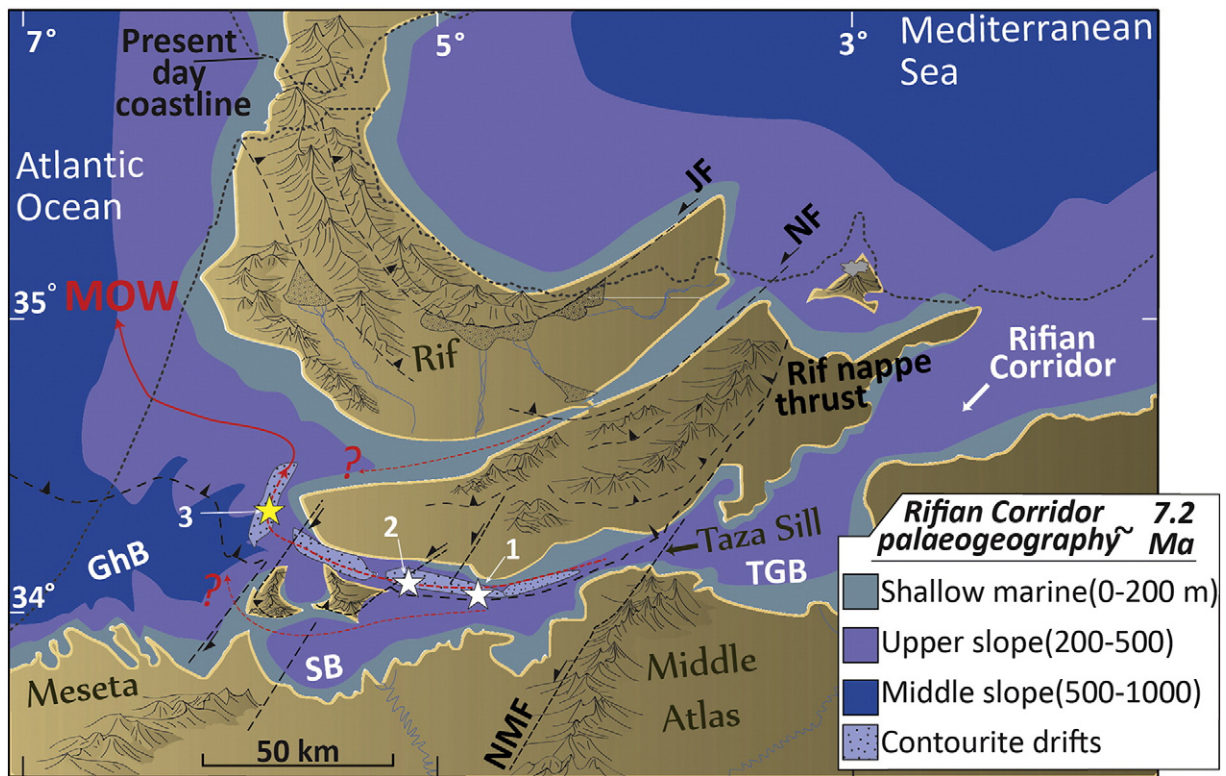 7°
5°
3°
Present
day
coastline
Mediterranean
Sea
Atlantic
Ocean
JF
NF
35°
MOW
Rif
Rifian
Corridor
Rif nappe
thrust
?
3
2
1
Taza Sill
GhB
?
TGB
34°
SB
Meseta
Middle
Atlas
NMF
50 km
Rifian Corridor 7.2
palaeogeography~ Ma
Shallow marine(0-200 m)
Upper slope(200-500)
Middle slope(500-1000)
Contourite drifts